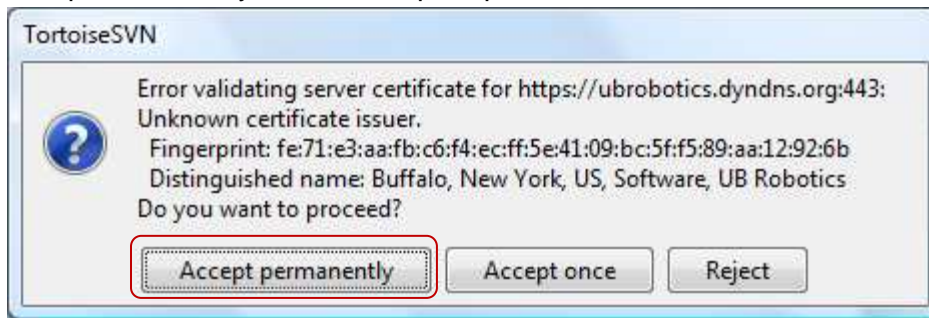 TortoiseSVN
Error validating server certificate for https://ubrobotics.dyndns.org:443:
Unknown certificate issuer.
Fingerprint: fe:71:e3:aa:fb:c6:f4:ec:ff:5e:41:09:bc:5f:f5:89:aa:12:92:6b
Distinguished name: Buffalo, New York, US, Software, UB Robotics
Do you want to proceed?
Accept permanently Accept once Reject